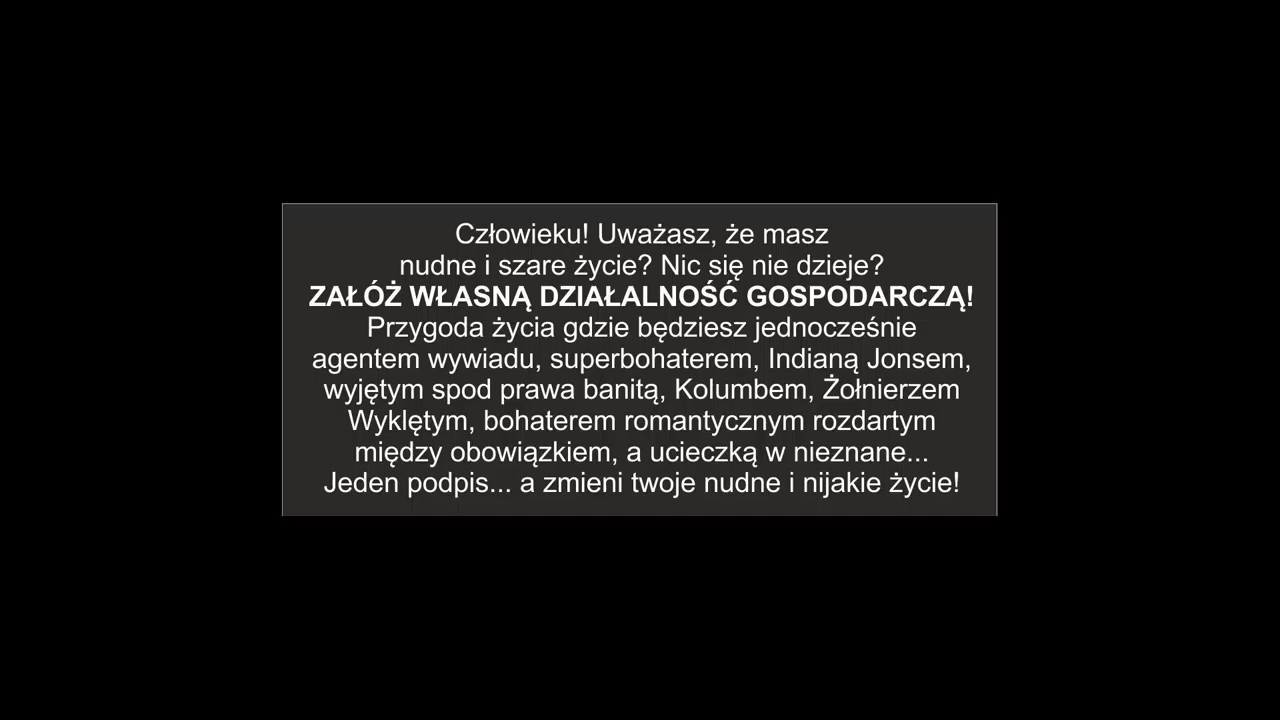 Człowieku! Uważasz, że masz
nudne i szare życie? Nic się nie dzieje?
ZAŁÓŻ WŁASNĄ DZIAŁALNOŚĆ GOSPODARCZĄ!
Przygoda życia gdzie będziesz jednocześnie
agentem wywiadu, superbohaterem, Indianą Jonsem,
wyjętym spod prawa banitą, Kolumbem, Żołnierzem
Wyklętym, bohaterem romantycznym rozdartym
między obowiązkiem, a ucieczką w nieznane...
Jeden podpis... a zmieni twoje nudne i nijakie życie!